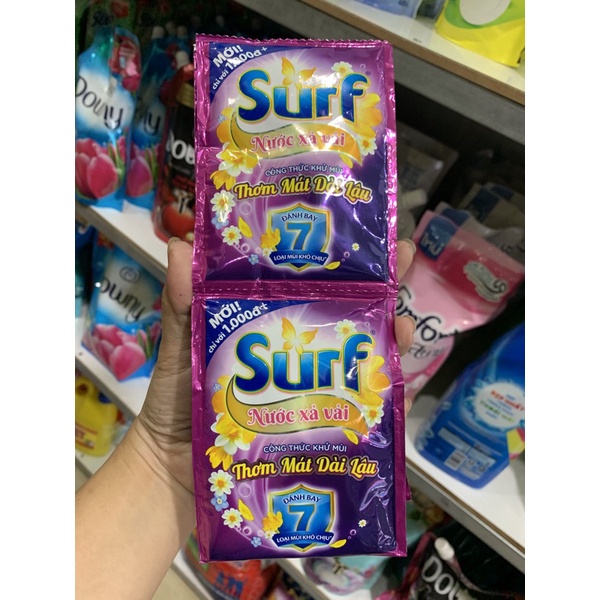 MỚI!
chỉ với 1.000đ+
Surf
Nước xả vải
CÔNG THỨC KHỬ MÙI
Thơm Mát Dài Lâu
ĐÁNH BAY
7
LOẠI MÙI KHÓ CHỊU*
MỚI!
chỉ với 1.000đ+
Surf
Nước xả vải
CÔNG THỨC KHỬ MÙI
Thơm Mát Dài Lâu
ĐÁNH BAY
7
LOẠI MÙI KHÓ CHỊU*
Downy
Comfort